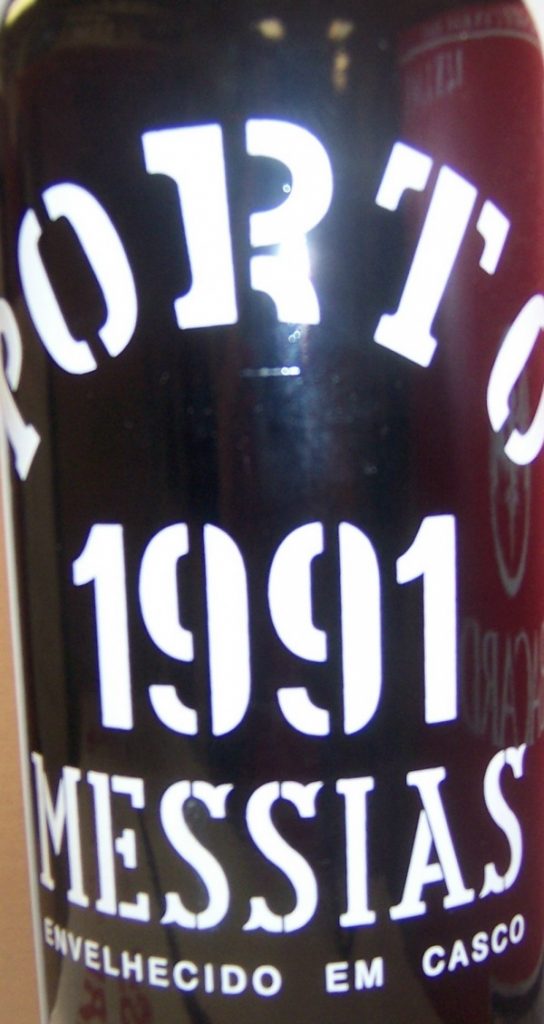 PORTO
1991
MESSIAS
ENVELHECIDO EM CASCO